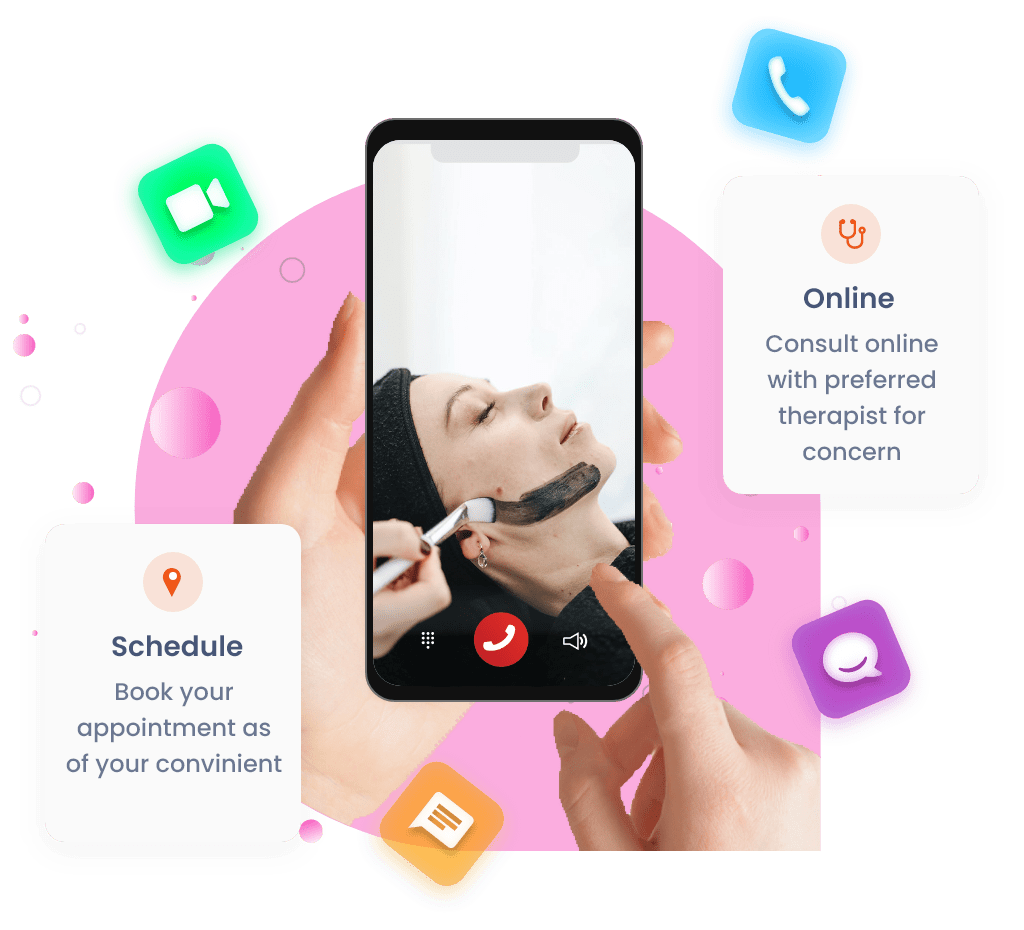 Online
Consult online
with preferred
therapist for
concern
Schedule
Book your
appointment as
of your convinient